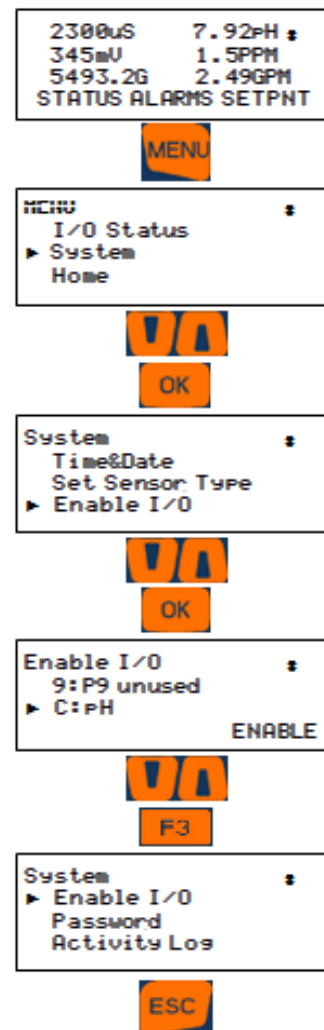 2300uS 7.92pH
345mV 1.5PPM
5493.2G 2.49GPM
STATUS ALARMS SETPNT
MENU
MENU
I/O Status
System
Home
OK
System
Time&Date
Set Sensor Type
Enable I/O
OK
Enable I/O
9:P9 unused
C:pH
ENABLE
F3
System
Enable I/O
Password
Activity Log
ESC